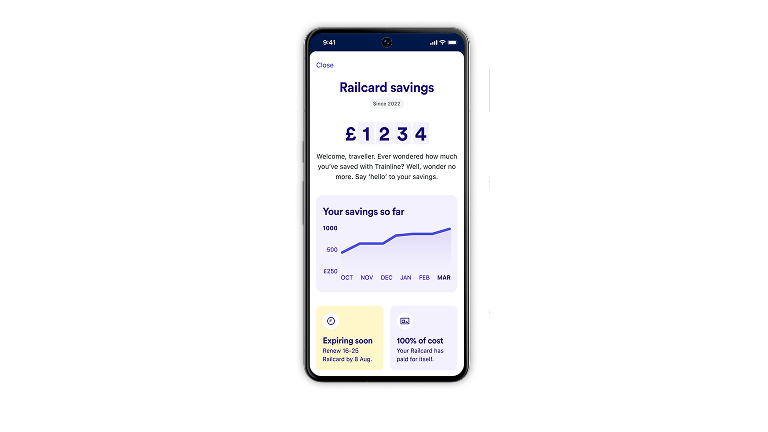 9:41
Close
Railcard savings
Since 2022
£1234
Welcome, traveller. Ever wondered how much
you've saved with Trainline? Well, wonder no
more. Say 'hello' to your savings.
Your savings so far
1000
500
£250
OCT NOV DEC JAN FEB MAR
Expiring soon
Renew 16-25
Railcard by 8 Aug.
100% of cost
Your Railcard has
paid for itself.